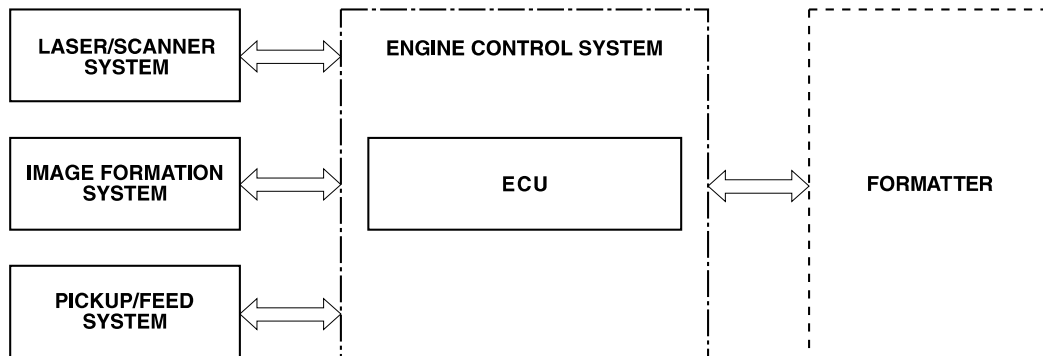 LASER/SCANNER
SYSTEM
ENGINE CONTROL SYSTEM
IMAGE FORMATION
SYSTEM
ECU
FORMATTER
PICKUP/FEED
SYSTEM